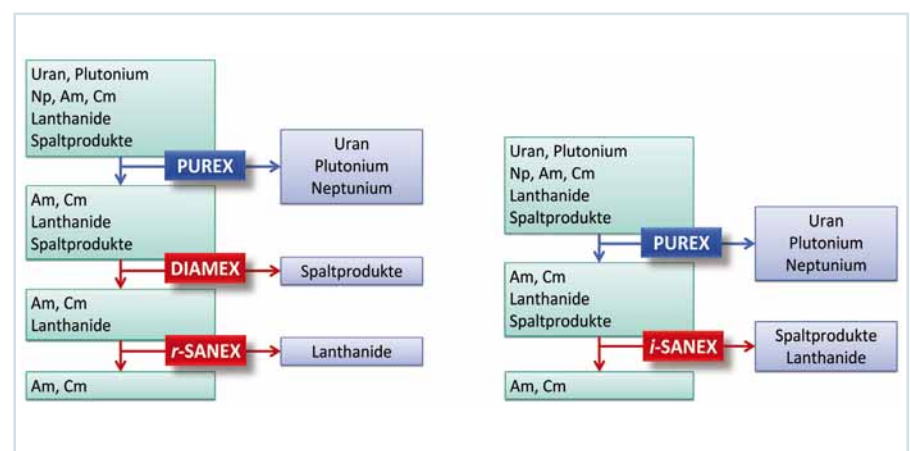 Uran, Plutonium
Np, Am, Cm
Lanthanide
Spaltprodukte
PUREX
Uran
Plutonium
Neptunium
Am, Cm
Lanthanide
Spaltprodukte
DIAMEX
Spaltprodukte
Am, Cm
Lanthanide
r-SANEX
Lanthanide
Am, Cm
Uran, Plutonium
Np, Am, Cm
Lanthanide
Spaltprodukte
PUREX
Uran
Plutonium
Neptunium
Am, Cm
Lanthanide
Spaltprodukte
i-SANEX
Spaltprodukte
Lanthanide
Am, Cm